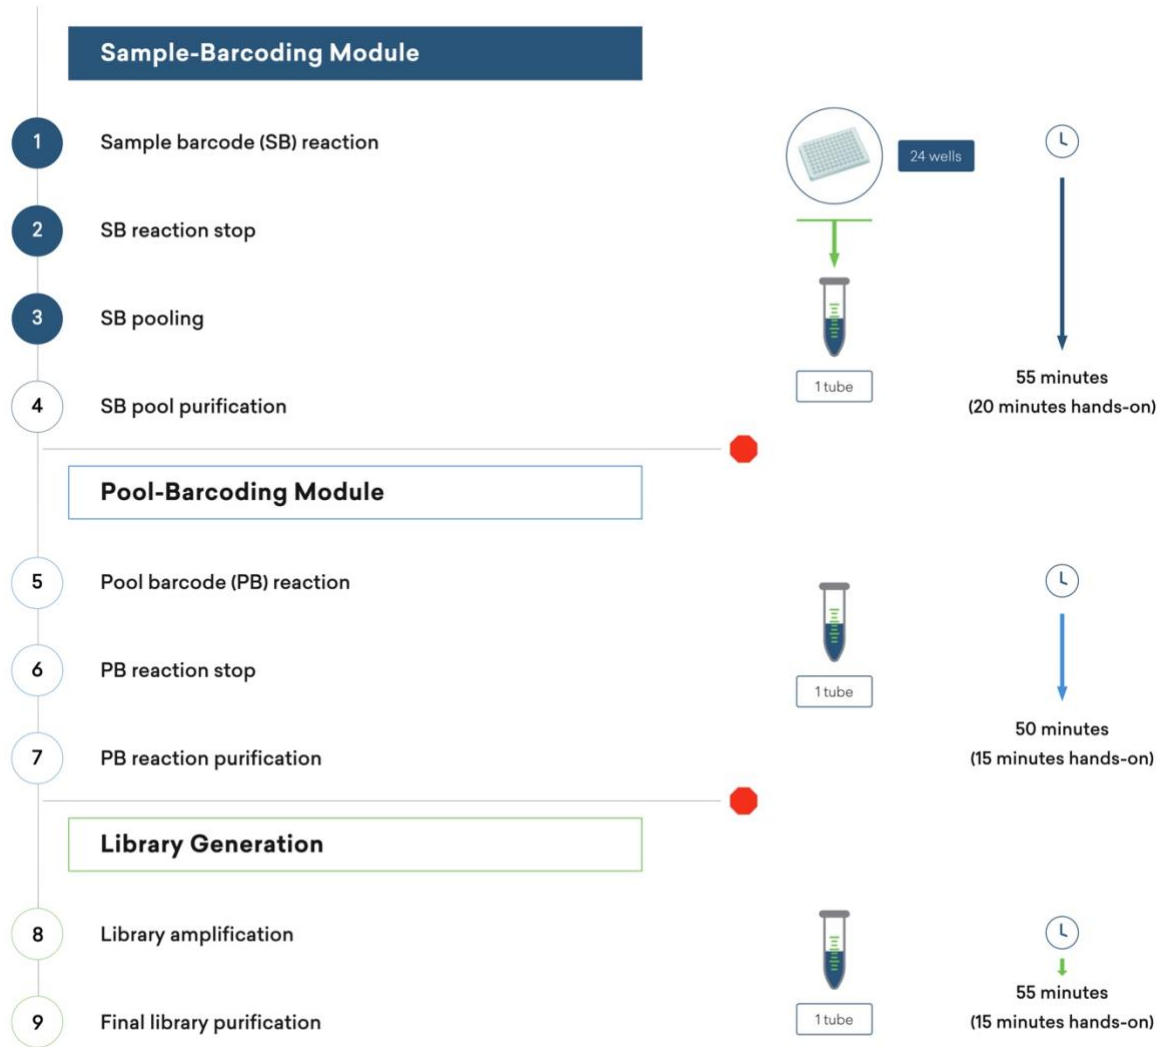 Sample-Barcoding Module
1
Sample barcode (SB) reaction
24 wells
2
SB reaction stop
3
SB pooling
1 tube
55 minutes
(20 minutes hands-on)
4
SB pool purification
Pool-Barcoding Module
5
Pool barcode (PB) reaction
6
PB reaction stop
1 tube
50 minutes
(15 minutes hands-on)
7
PB reaction purification
Library Generation
8
Library amplification
55 minutes
(15 minutes hands-on)
9
Final library purification
1 tube